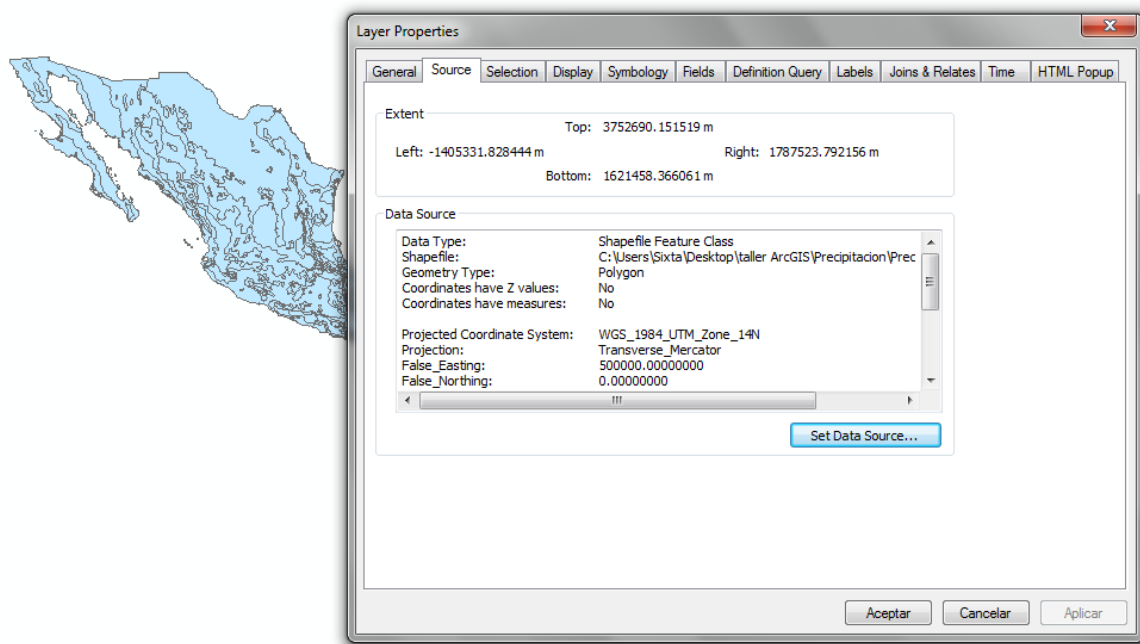 Layer Properties
General Source Selection Display Symbology Fields Definition Query Labels Joins & Relates Time HTML Popup
Extent
Top: 3752690.151519 m
Left: -1405331.828444 m Right: 1787523.792156 m
Bottom: 1621458.366061 m
Data Source
Data Type: Shapefile Feature Class
Shapefile: C:\Users\Sixta\Desktop\taller ArcGIS\Precipitacion\Prec
Geometry Type: Polygon
Coordinates have Z values: No
Coordinates have measures: No
Projected Coordinate System: WGS_1984_UTM_Zone_14N
Projection: Transverse_Mercator
False_Easting: 500000.00000000
False_Northing: 0.00000000
Set Data Source...
Aceptar Cancelar Aplicar